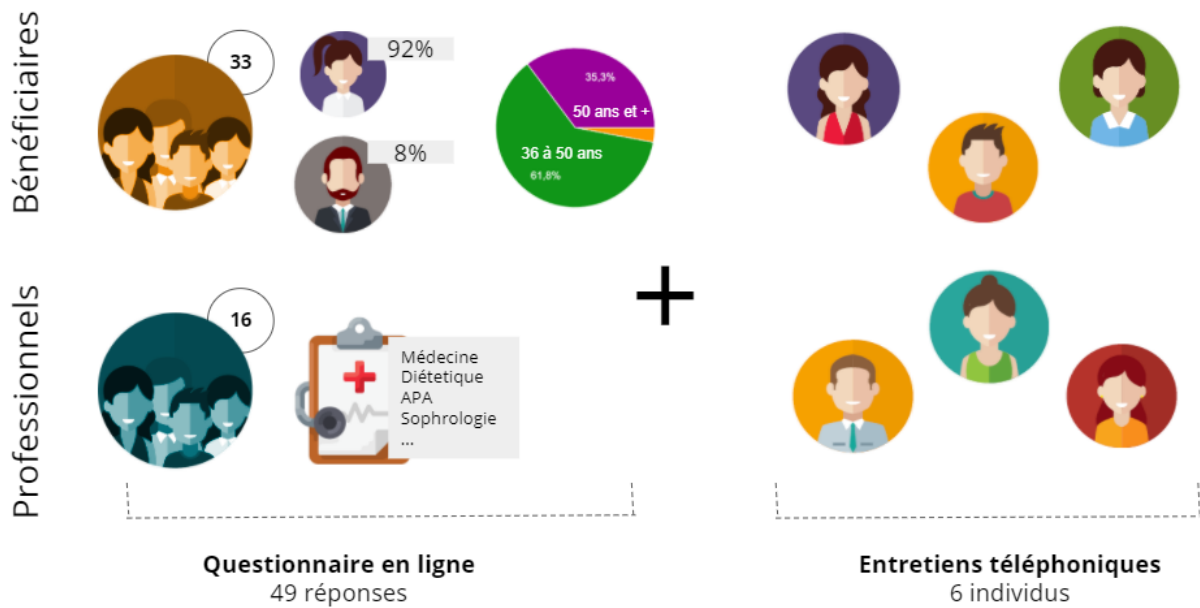 Bénéficiaires
33
92%
8%
35,3%
50 ans et +
36 à 50 ans
61,8%
Professionnels
16
Médecine
Diétetique
APA
Sophrologie
...
+
Questionnaire en ligne
49 réponses
Entretiens téléphoniques
6 individus